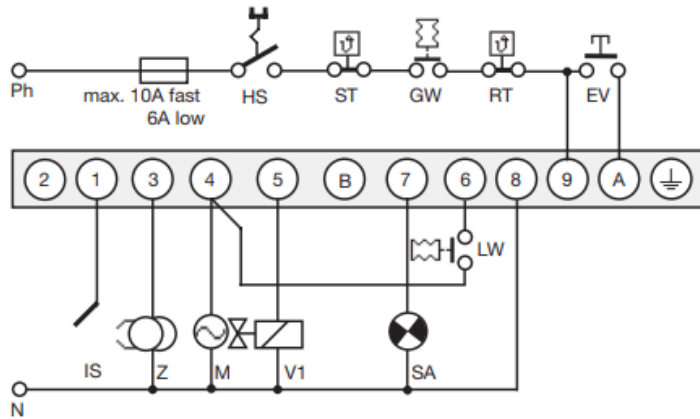 Ph
max. 10A fast
6A low
HS
ST
GW
RT
EV
ϑ
ϑ
2 1 3 4 5 B 7 6 8 9 A
LW
IS
Z
M
V1
SA
N